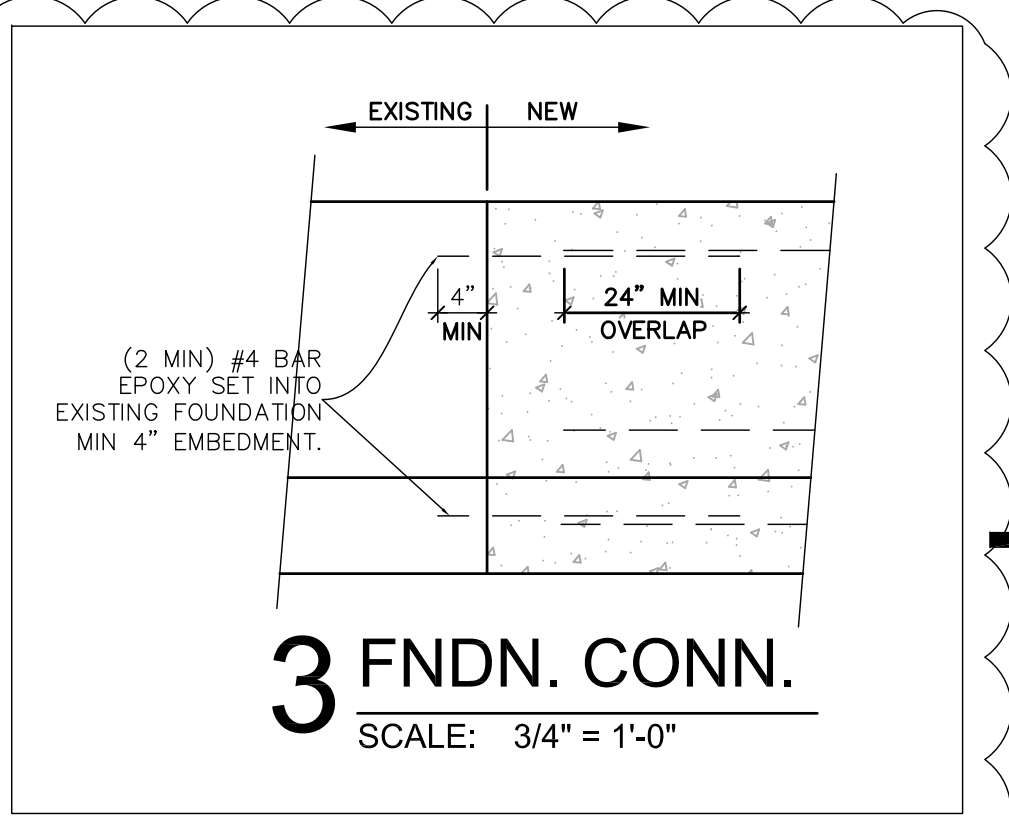 EXISTING NEW
4” 24” MIN
MIN OVERLAP
(2 MIN) #4 BAR
EPOXY SET INTO
EXISTING FOUNDATION
MIN 4” EMBEDMENT.
3 FNDN. CONN.
SCALE: 3/4" = 1'-0"